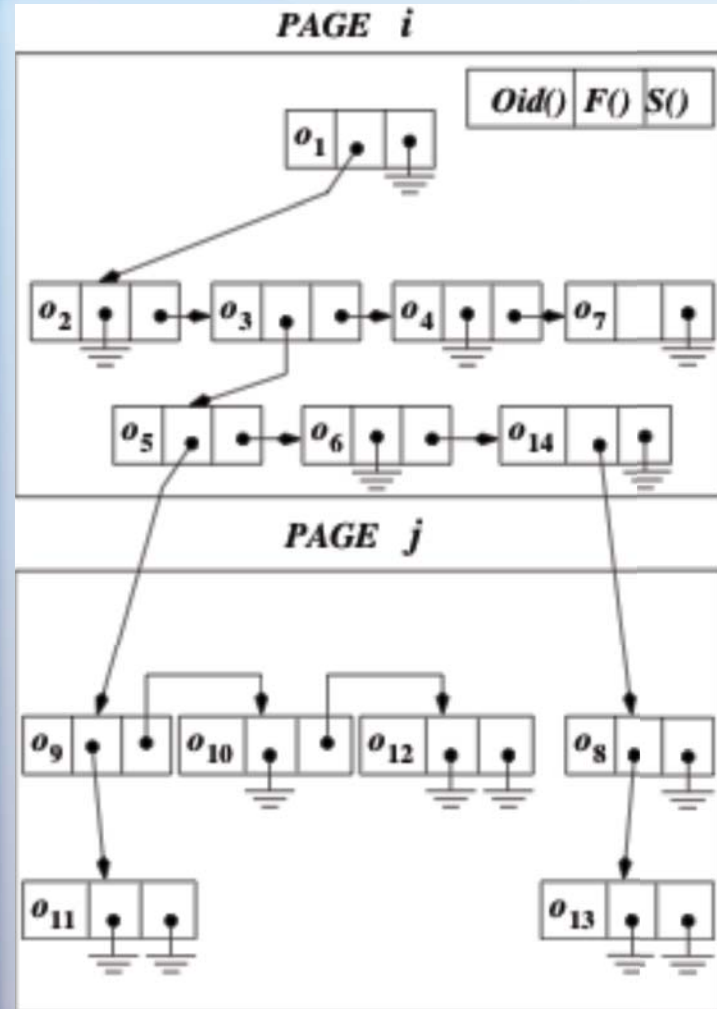 PAGE i
Oid() F() S()
o1
o2 o3 o4 o7
o5 o6 o14
PAGE j
o9 o10 o12 o8
o11 o13